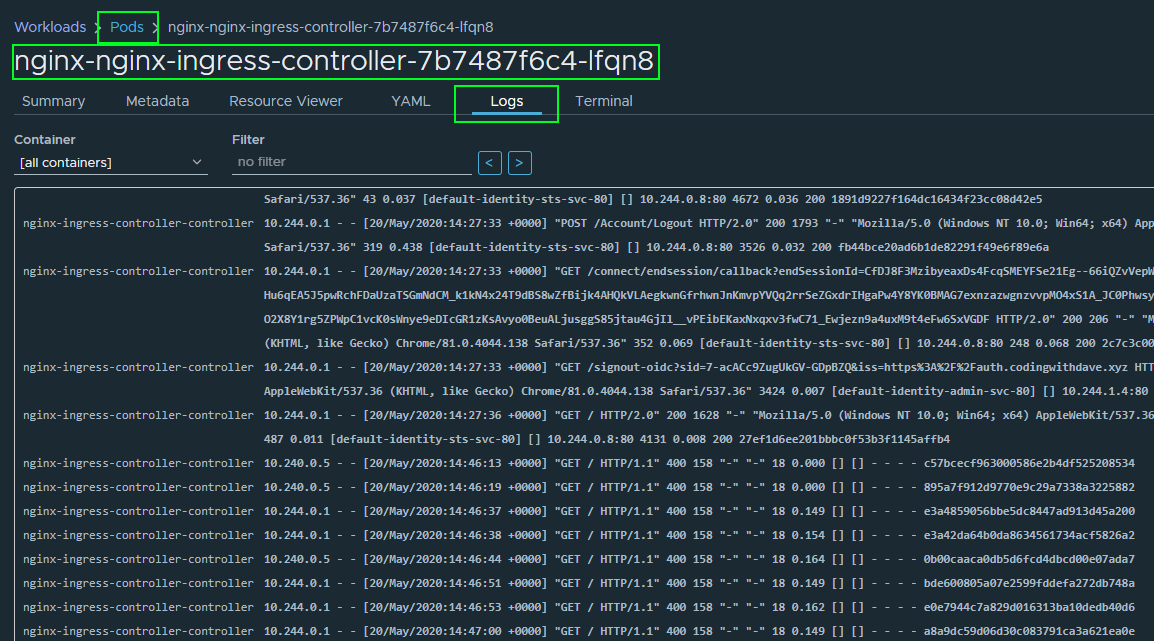 Workloads > Pods > nginx-nginx-ingress-controller-7b7487f6c4-lfqn8
nginx-nginx-ingress-controller-7b7487f6c4-lfqn8
Summary Metadata Resource Viewer YAML Logs Terminal
Container Filter
[all containers] no filter < >
Safari/537.36" 43 0.037 [default-identity-sts-svc-80] [] 10.244.0.8:80 4672 0.036 200 1891d9227f164dc16434f23cc08d42e5
nginx-ingress-controller-controller 10.244.0.1 - - [20/May/2020:14:27:33 +0000] "POST /Account/Logout HTTP/2.0" 200 1793 "-" "Mozilla/5.0 (Windows NT 10.0; Win64; x64) App
Safari/537.36" 319 0.438 [default-identity-sts-svc-80] [] 10.244.0.8:80 3526 0.032 200 fb44bce20ad6b1de82291f49e6f89e6a
nginx-ingress-controller-controller 10.244.0.1 - - [20/May/2020:14:27:33 +0000] "GET /connect/endsession/callback?endSessionId=CfDJ8F3MzibyeaxDs4FcqSMEYFSe21Eg--66iQZvVepW
Hu6qEA5J5pwRchFDaUzaTSGmNdCM_k1kN4x24T9dBS8wZfBijk4AHQkVLAegkwnGfrhwnJnKmvpYVQq2rrSeZGxdrIHgaPw4Y8YK0BMAG7exnzazwgnzvvpMO4xS1A_JC0Phwsy
O2X8Y1rg5ZPWpC1vcK0sWnye9eDIcGR1zKsAvyo0BeuALjusggS85jtau4GjIl__vPEibEKaxNxqxv3fwC71_Ewjezn9a4uxM9t4eFw6SxVGDF HTTP/2.0" 200 206 "-" "M
(KHTML, like Gecko) Chrome/81.0.4044.138 Safari/537.36" 352 0.069 [default-identity-sts-svc-80] [] 10.244.0.8:80 248 0.068 200 2c7c3c00
nginx-ingress-controller-controller 10.244.0.1 - - [20/May/2020:14:27:33 +0000] "GET /signout-oidc?sid=7-acACc9ZugUkGV-GDpBZQ&iss=https%3A%2F%2Fauth.codingwithdave.xyz HTT
AppleWebKit/537.36 (KHTML, like Gecko) Chrome/81.0.4044.138 Safari/537.36" 3424 0.007 [default-identity-admin-svc-80] [] 10.244.1.4:80
nginx-ingress-controller-controller 10.244.0.1 - - [20/May/2020:14:27:36 +0000] "GET / HTTP/2.0" 200 1628 "-" "Mozilla/5.0 (Windows NT 10.0; Win64; x64) AppleWebKit/537.36
487 0.011 [default-identity-sts-svc-80] [] 10.244.0.8:80 4131 0.008 200 27ef1d6ee201bbbc0f53b3f1145affb4
nginx-ingress-controller-controller 10.240.0.5 - - [20/May/2020:14:46:13 +0000] "GET / HTTP/1.1" 400 158 "-" "-" 18 0.000 [] [] - - - - c57bcecf963000586e2b4df525208534
nginx-ingress-controller-controller 10.240.0.5 - - [20/May/2020:14:46:19 +0000] "GET / HTTP/1.1" 400 158 "-" "-" 18 0.000 [] [] - - - - 895a7f912d9770e9c29a7338a3225882
nginx-ingress-controller-controller 10.244.0.1 - - [20/May/2020:14:46:37 +0000] "GET / HTTP/1.1" 400 158 "-" "-" 18 0.149 [] [] - - - - e3a4859056bbe5dc8447ad913d45a200
nginx-ingress-controller-controller 10.244.0.1 - - [20/May/2020:14:46:38 +0000] "GET / HTTP/1.1" 400 158 "-" "-" 18 0.154 [] [] - - - - e3a42da64b0da8634561734acf5826a2
nginx-ingress-controller-controller 10.240.0.5 - - [20/May/2020:14:46:44 +0000] "GET / HTTP/1.1" 400 158 "-" "-" 18 0.164 [] [] - - - - 0b00caaca0db5d6fcd4dbcd00e07ada7
nginx-ingress-controller-controller 10.244.0.1 - - [20/May/2020:14:46:51 +0000] "GET / HTTP/1.1" 400 158 "-" "-" 18 0.149 [] [] - - - - bde600805a07e2599fddefa272db748a
nginx-ingress-controller-controller 10.244.0.1 - - [20/May/2020:14:46:53 +0000] "GET / HTTP/1.1" 400 158 "-" "-" 18 0.162 [] [] - - - - e0e7944c7a829d016313ba10dedb40d6
nginx-ingress-controller-controller 10.244.0.1 - - [20/May/2020:14:47:00 +0000] "GET / HTTP/1.1" 400 158 "-" "-" 18 0.149 [] [] - - - - a8a9dc59d06d30c083791ca3a621ea0e